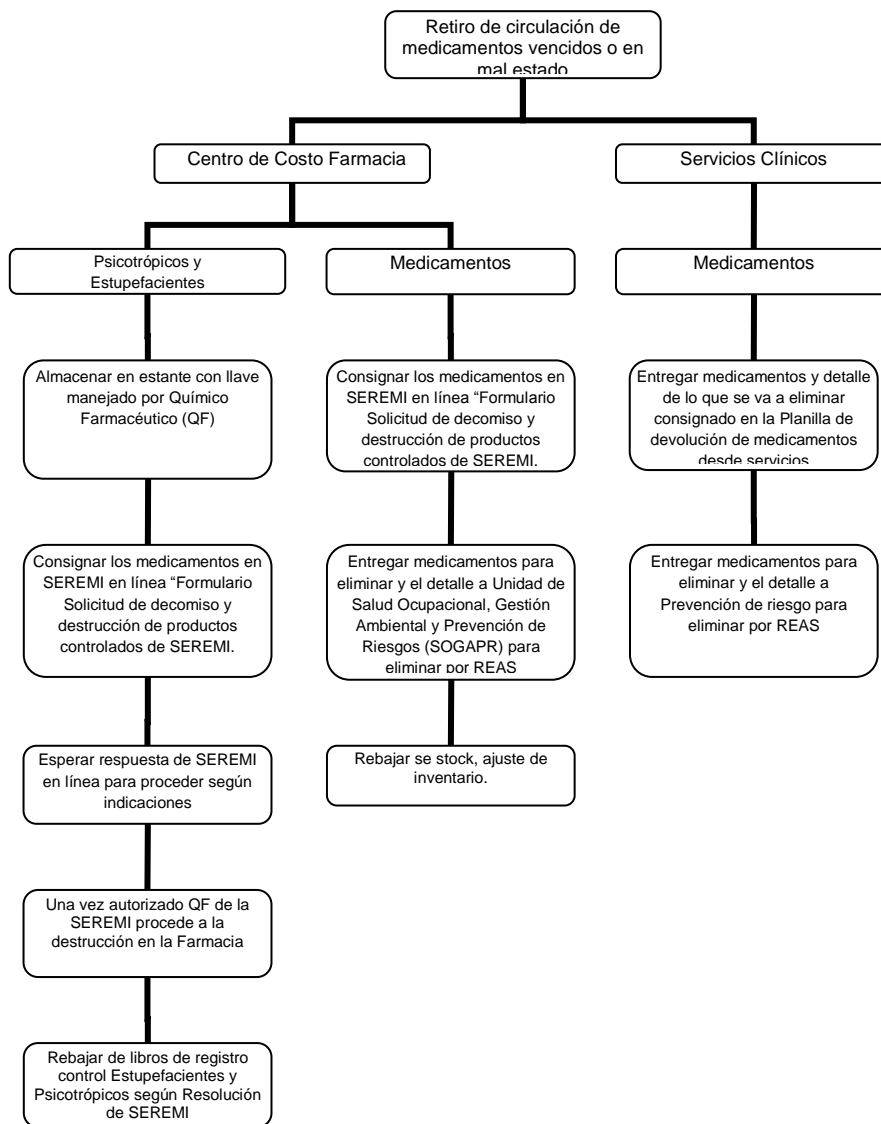 Retiro de circulación de
medicamentos vencidos o en
mal estado
Centro de Costo Farmacia
Servicios Clínicos
Psicotrópicos y
Estupefacientes
Medicamentos
Medicamentos
Almacenar en estante con llave
manejado por Químico
Farmacéutico (QF)
Consignar los medicamentos en
SEREMI en línea “Formulario
Solicitud de decomiso y
destrucción de productos
controlados de SEREMI.
Entregar medicamentos y detalle
de lo que se va a eliminar
consignado en la Planilla de
devolución de medicamentos
desde servicios
Consignar los medicamentos en
SEREMI en línea “Formulario
Solicitud de decomiso y
destrucción de productos
controlados de SEREMI.
Entregar medicamentos para
eliminar y el detalle a Unidad de
Salud Ocupacional, Gestión
Ambiental y Prevención de
Riesgos (SOGAPR) para
eliminar por REAS
Entregar medicamentos para
eliminar y el detalle a
Prevención de riesgo para
eliminar por REAS
Esperar respuesta de SEREMI
en línea para proceder según
indicaciones
Rebajar se stock, ajuste de
inventario.
Una vez autorizado QF de la
SEREMI procede a la
destrucción en la Farmacia
Rebajar de libros de registro
control Estupefacientes y
Psicotrópicos según Resolución
de SEREMI